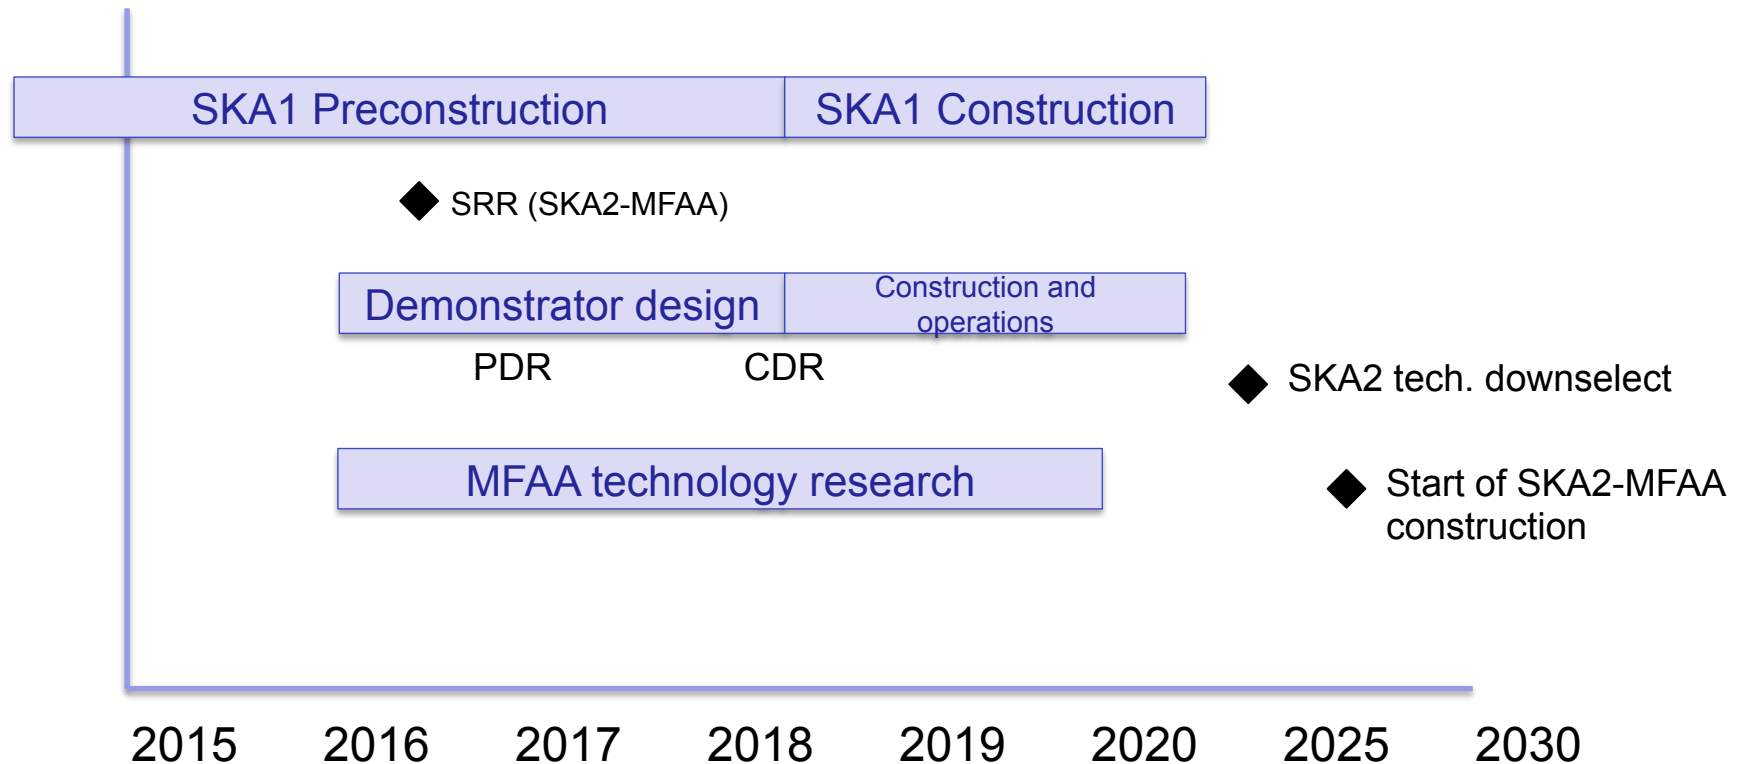 SKA1 Preconstruction
SKA1 Construction
SRR (SKA2-MFAA)
Demonstrator design
Construction and
operations
PDR
CDR
SKA2 tech. downselect
MFAA technology research
Start of SKA2-MFAA
construction
2015 2016 2017 2018 2019 2020 2025 2030